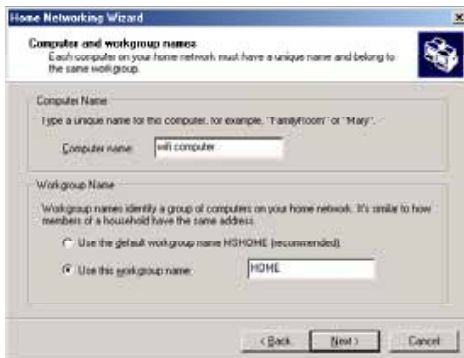 Home Networking Wizard
Computer and workgroup names
Each computer on your home network must have a unique name and belong to
the same workgroup.
Computer Name
Type a unique name for this computer, for example, "FamilyRoom" or "Mary".
Computer name:
wifi computer
Workgroup Name
Workgroup names identify a group of computers on your home network. It's similar to how
members of a household have the same address.
Use the default workgroup name MSHOME (recommended)
Use this workgroup name:
HOME
< Back
Next >
Cancel